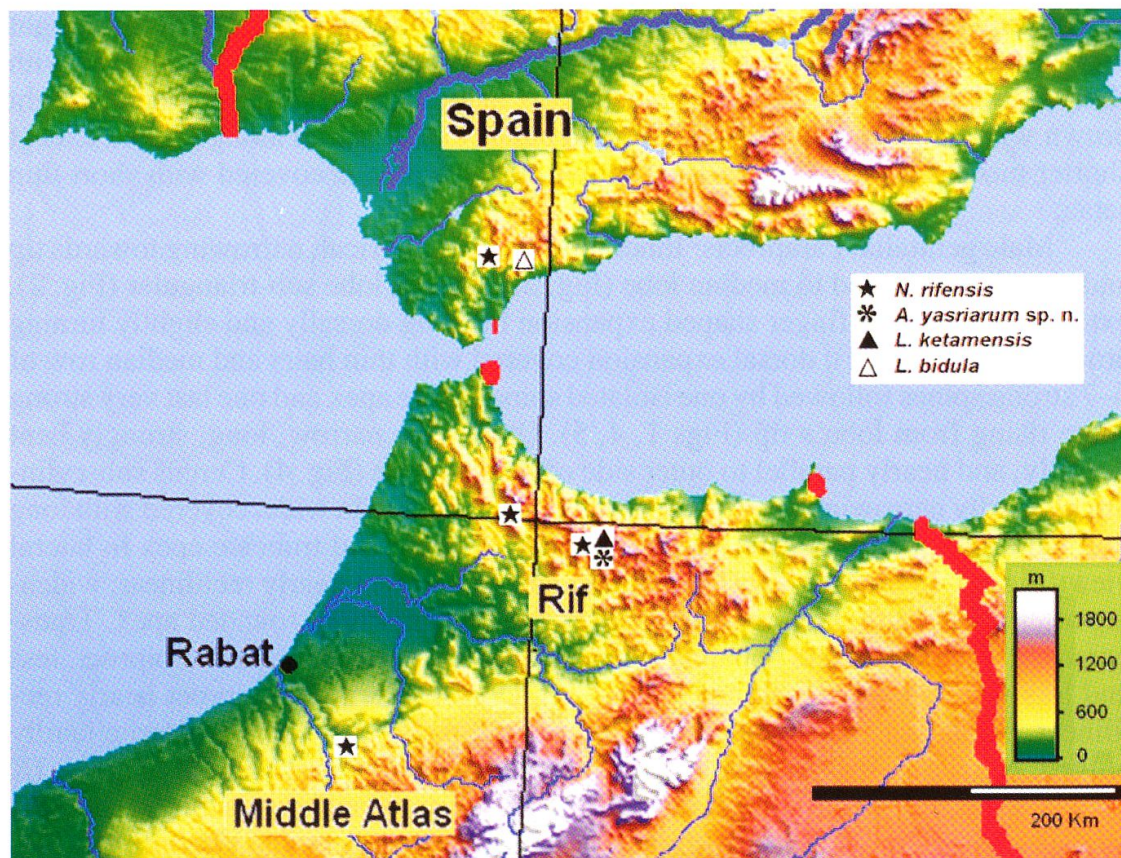 Spain
★ N. rifensis
✻ A. yasriarum sp. n.
▲ L. ketamensis
△ L. bidula
Rif
Rabat
Middle Atlas
m
1800
1200
600
0
200 Km